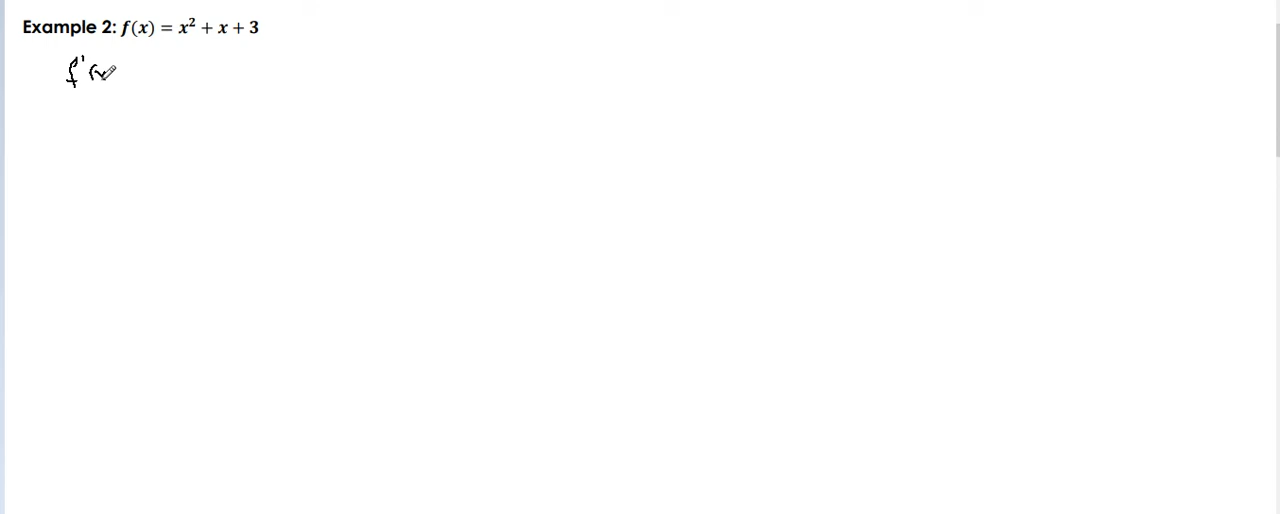 Example 2: f(x) = x² + x + 3
f'(x